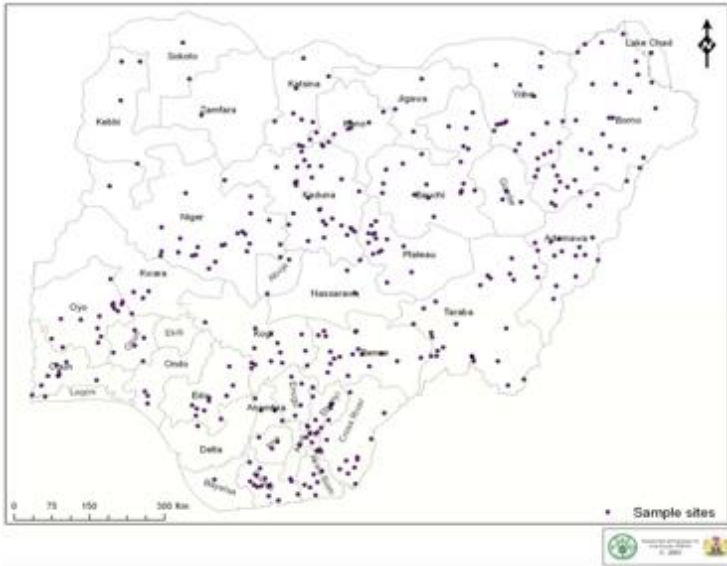 Lake Chad
Sokoto
Katsina
Jigawa
Yobe
Borno
Kebbi
Zamfara
Kano
Kaduna
Bauchi
Gombe
Niger
Adamawa
Plateau
Abuja
Kwara
Nassarawa
Oyo
Taraba
Ekiti
Kogi
Benue
Ogun
Ondo
Enugu
Lagos
Edo
Anambra
Cross River
Delta
Bayelsa
0 75 150 300 Km
Sample sites